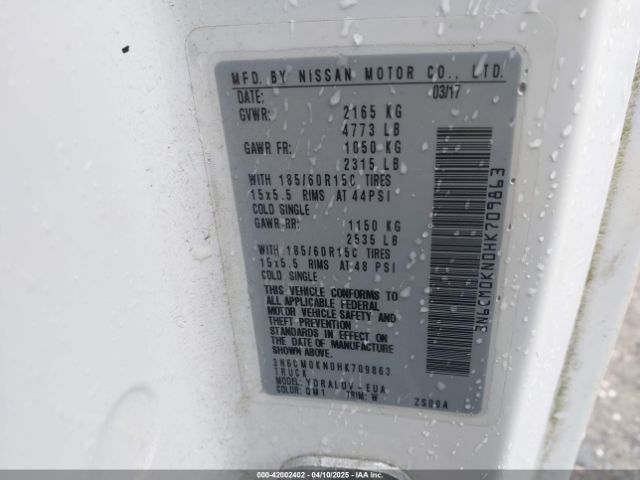 MFD. BY NISSAN MOTOR CO., LTD.
DATE: 03/17
GVWR: 2165 KG
4773 LB
GAWR FR: 1050 KG
2315 LB
WITH 185/60R15C TIRES
15x5.5 RIMS AT 44PSI
COLD SINGLE
GAWR RR: 1150 KG
2535 LB
WITH 185/60R15C TIRES
15x5.5 RIMS AT 48 PSI
COLD SINGLE
THIS VEHICLE CONFORMS TO
ALL APPLICABLE FEDERAL
MOTOR VEHICLE SAFETY AND
THEFT PREVENTION
STANDARDS IN EFFECT ON
THE DATE OF MANUFACTURE
SHOWN ABOVE.
3N6CM0KN0HK709863
TRUCK
MODEL: YDRALQV-EUA
COLOR: QM1 TRIM: W ZS00A
3N6CM0KN0HK709863
000-42002402 - 04/10/2025 - IAAI.COM